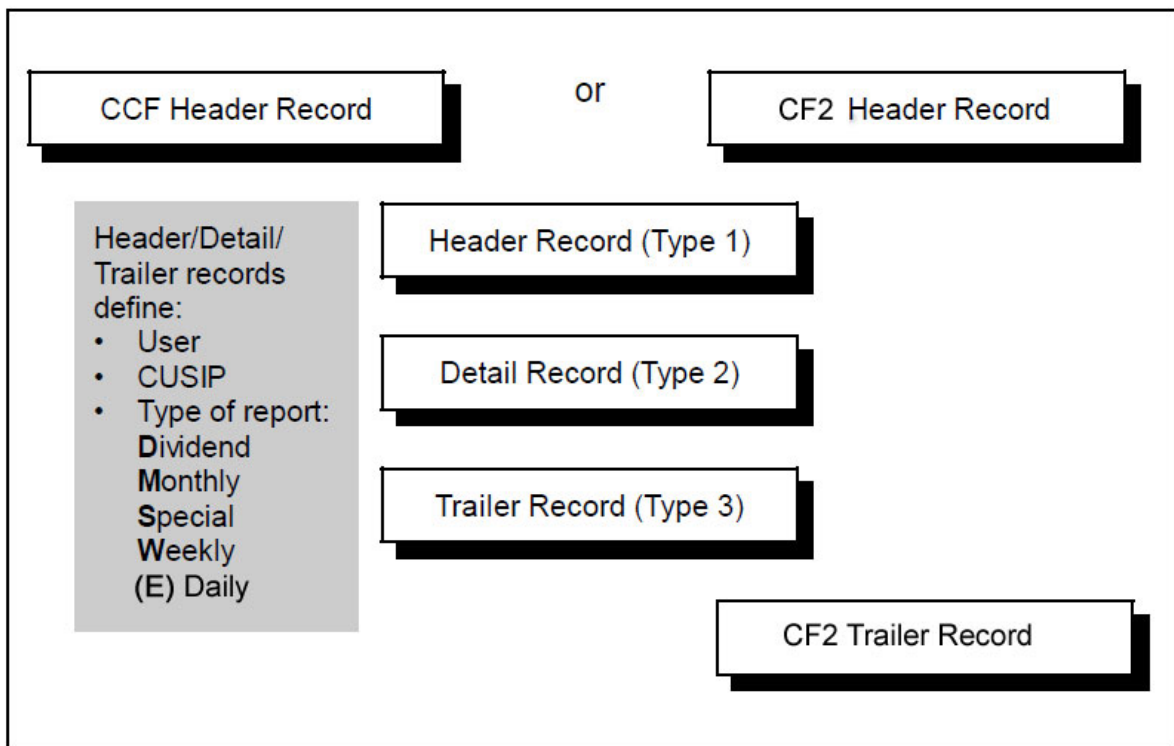 CCF Header Record
or
CF2 Header Record
Header/Detail/
Trailer records
define:
• User
• CUSIP
• Type of report:
Dividend
Monthly
Special
Weekly
(E) Daily
Header Record (Type 1)
Detail Record (Type 2)
Trailer Record (Type 3)
CF2 Trailer Record